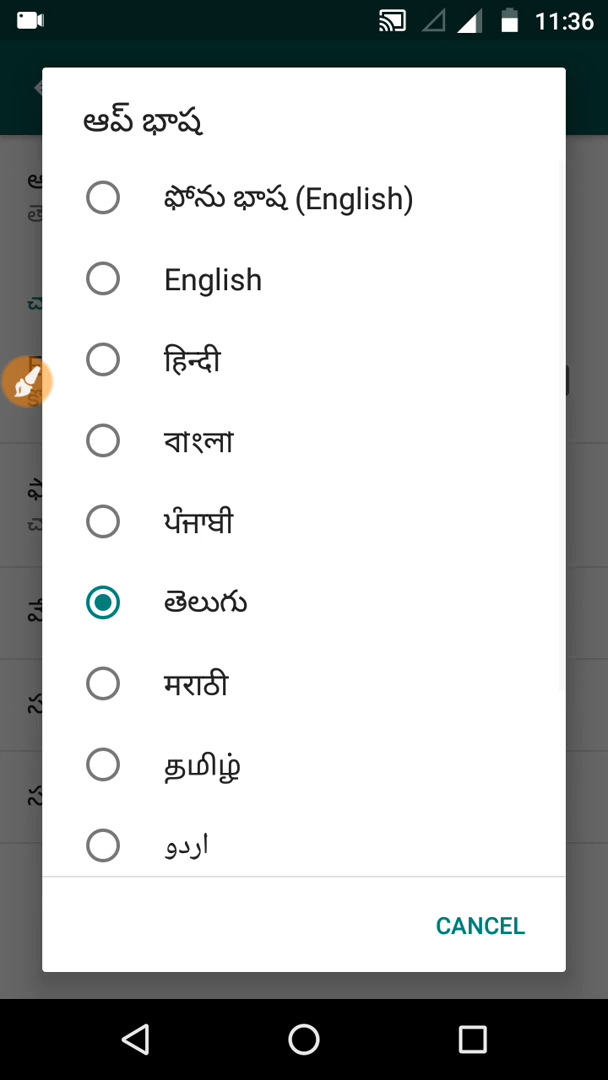 11:36
ఆప్ భాష
ఫోను భాష (English)
English
हिन्दी
বাংলা
ਪੰਜਾਬੀ
తెలుగు
मराठी
தமிழ்
اردو
CANCEL